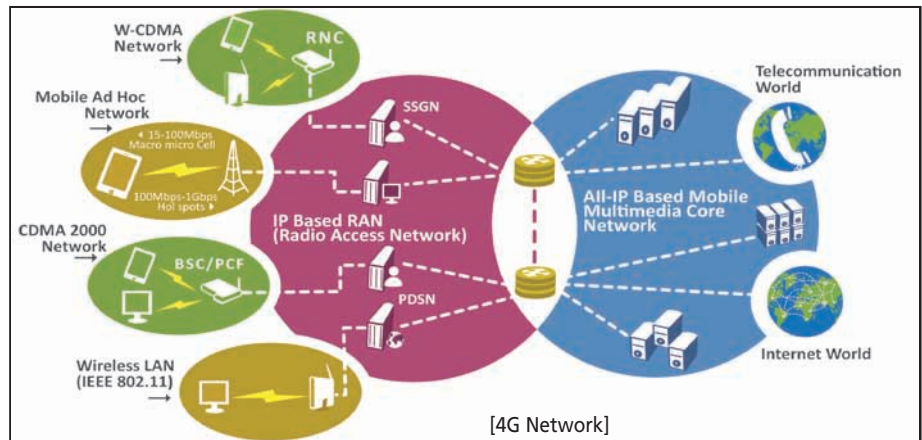 W-CDMA
Network
RNC
Mobile Ad Hoc
Network
15-100Mbps
Macro micro Cell
100Mbps-1Gbps
Hol spots
CDMA 2000
Network
BSC/PCF
Wireless LAN
(IEEE 802.11)
SSGN
IP Based RAN
(Radio Access Network)
PDSN
All-IP Based Mobile
Multimedia Core
Network
Telecommunication
World
Internet World
[4G Network]